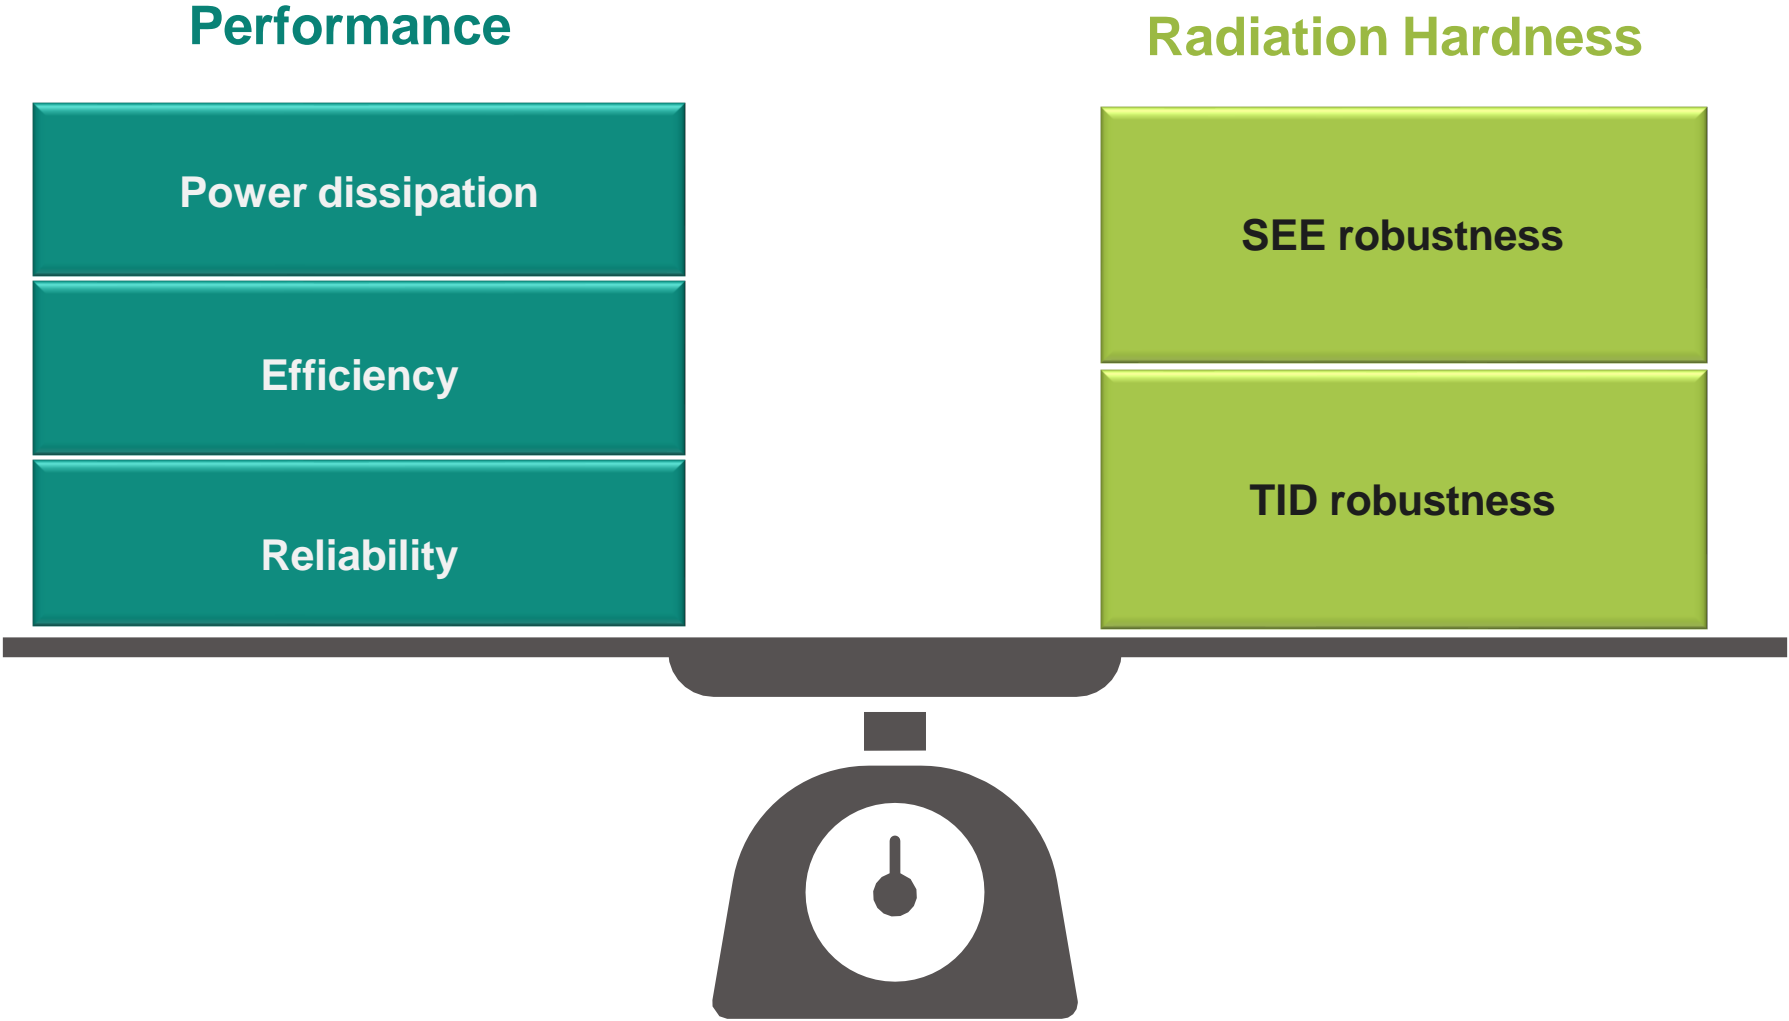 Performance
Power dissipation
Efficiency
Reliability
Radiation Hardness
SEE robustness
TID robustness